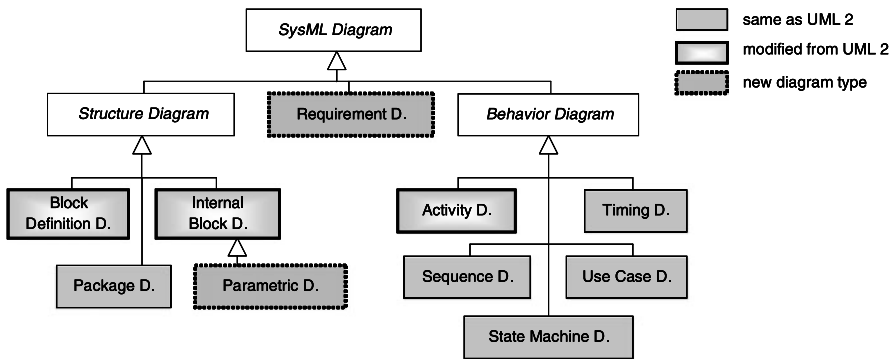 SysML Diagram
same as UML 2
modified from UML 2
new diagram type
Structure Diagram
Requirement D.
Behavior Diagram
Block
Definition D.
Internal
Block D.
Activity D.
Timing D.
Package D.
Parametric D.
Sequence D.
Use Case D.
State Machine D.